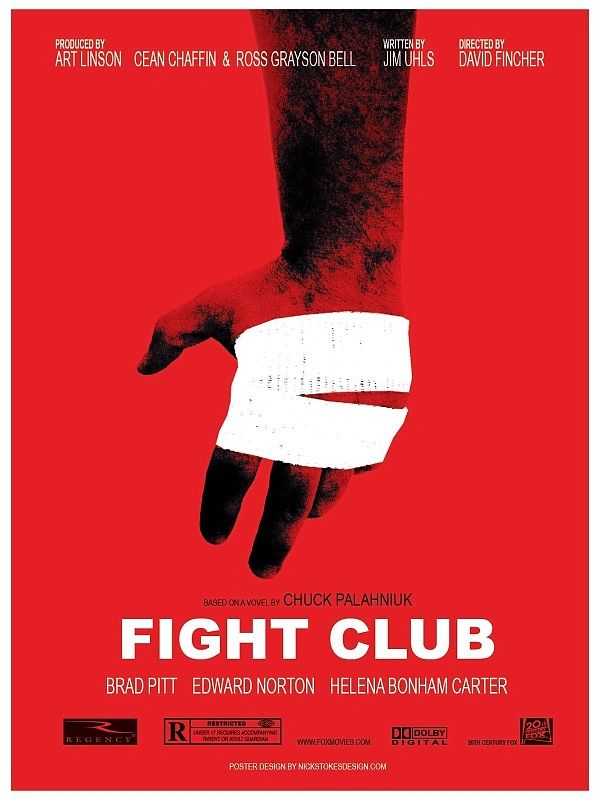 PRODUCED BY
ART LINSON CEAN CHAFFIN & ROSS GRAYSON BELL
WRITTEN BY
JIM UHLS
DIRECTED BY
DAVID FINCHER
BASED ON A VOVEL BY CHUCK PALAHNIUK
FIGHT CLUB
BRAD PITT EDWARD NORTON HELENA BONHAM CARTER
REGENCY
R RESTRICTED
UNDER 17 REQUIRES ACCOMPANYING
PARENT OR ADULT GUARDIAN
WWW.FOXMOVIES.COM
DOLBY
DIGITAL
20TH CENTURY FOX
20th
CENTURY
FOX
POSTER DESIGN BY NICKSTOKESDESIGN.COM